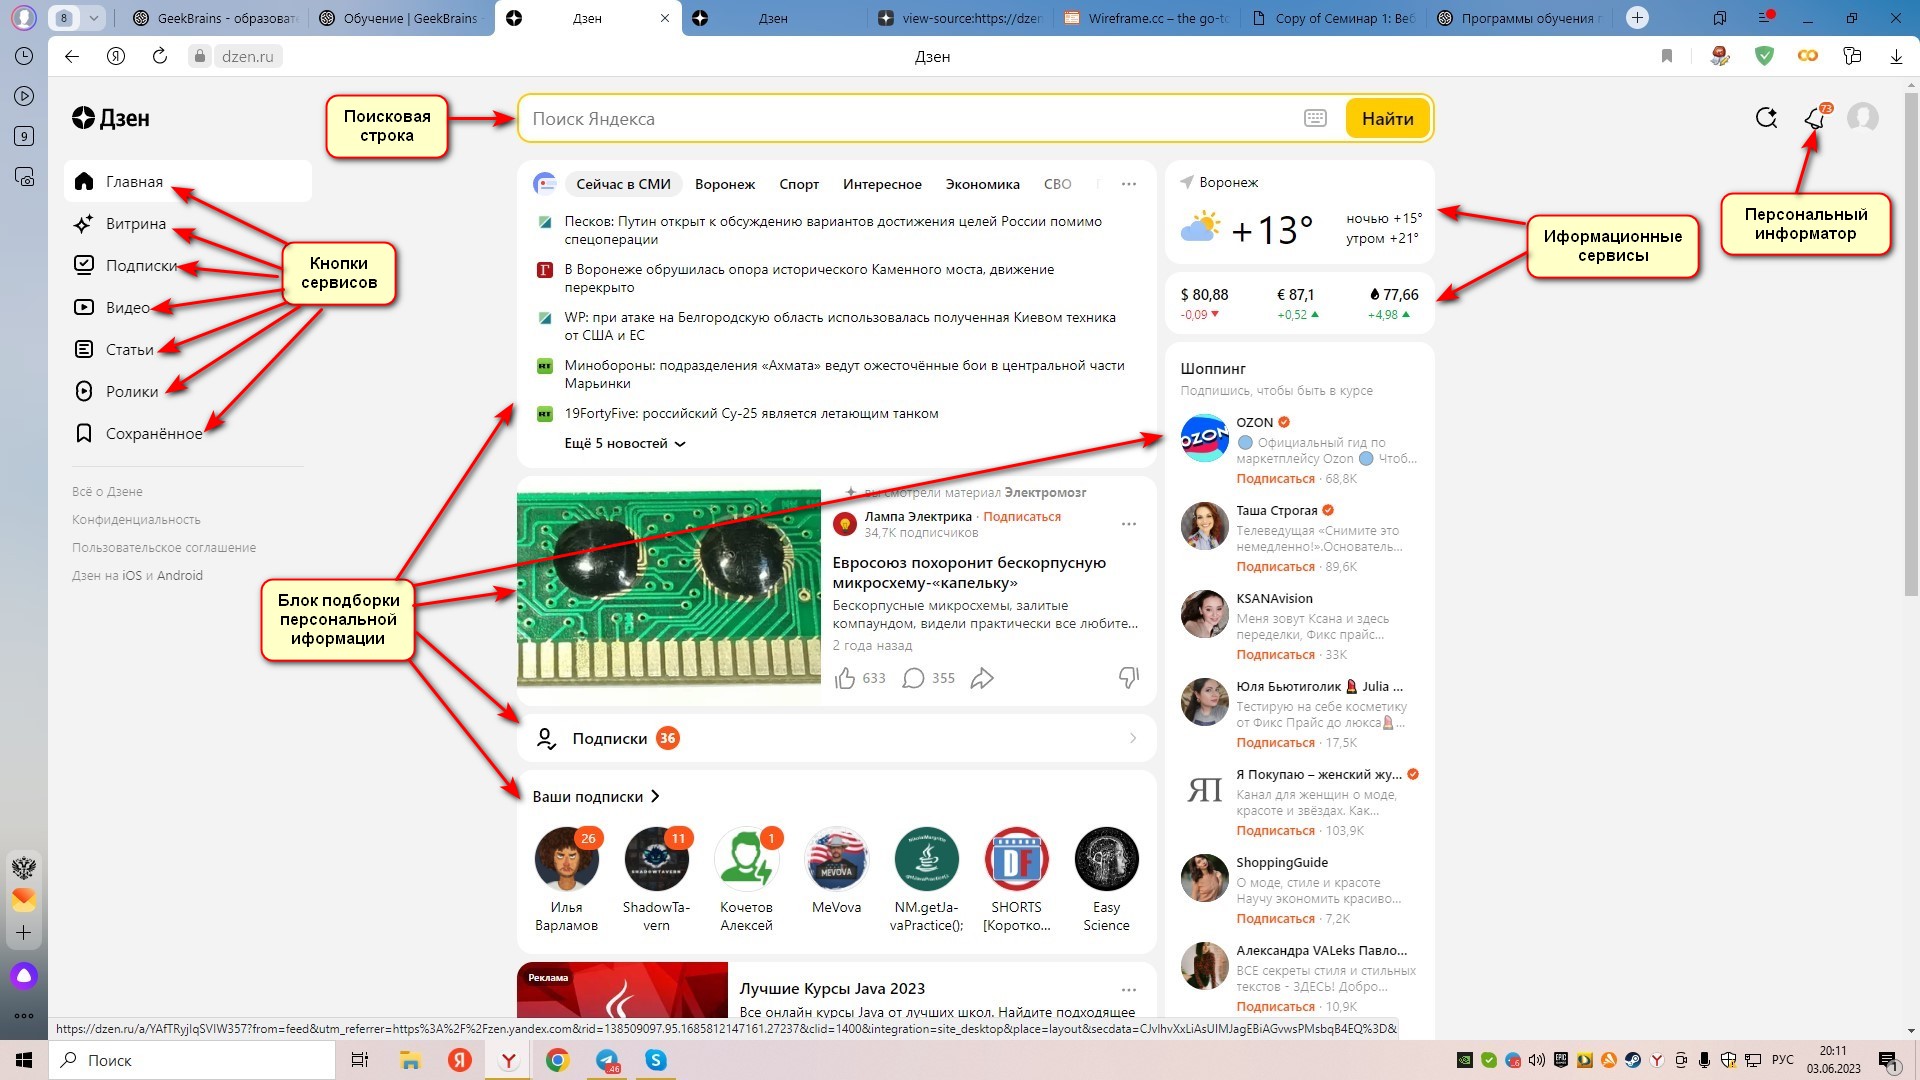 8
GeekBrains - образоват
Обучение | GeekBrains
Дзен
Дзен
view-source:https://dzen
Wireframe.cc – the go-to
Copy of Семинар 1: Веб
Программы обучения
dzen.ru
Дзен
9
Дзен
Поисковая
строка
Поиск Яндекса
Найти
73
Главная
Витрина
Подписки
Видео
Статьи
Ролики
Сохранённое
Кнопки
сервисов
Всё о Дзене
Конфиденциальность
Пользовательское соглашение
Дзен на iOS и Android
Блок подборки
персональной
иформации
Сейчас в СМИ
Воронеж
Спорт
Интересное
Экономика
СВО
Песков: Путин открыт к обсуждению вариантов достижения целей России помимо
спецоперации
В Воронеже обрушилась опора исторического Каменного моста, движение
перекрыто
WP: при атаке на Белгородскую область использовалась полученная Киевом техника
от США и ЕС
Минобороны: подразделения «Ахмата» ведут ожесточённые бои в центральной части
Марьинки
19FortyFive: российский Су-25 является летающим танком
Ещё 5 новостей
вы смотрели материал Электромозг
Лампа Электрика · Подписаться
34,7K подписчиков
Евросоюз похоронит бескорпусную
микросхему-«капельку»
Бескорпусные микросхемы, залитые
компаундом, видели практически все любите...
2 года назад
633
355
Подписки 36
Ваши подписки
26
11
1
SHADOWTAVERN
MEVOVA
DF
Илья
Варламов
ShadowTa-
vern
Кочетов
Алексей
MeVova
NM.getJa-
vaPractice();
SHORTS
[Коротко...
Easy
Science
Реклама
Лучшие Курсы Java 2023
Все онлайн курсы Java от лучших школ. Найдите подходящее
Воронеж
+13°
ночью +15°
утром +21°
$ 80,88
-0,09
€ 87,1
+0,52
77,66
+4,98
Иформационные
сервисы
Персональный
информатор
Шоппинг
Подпишись, чтобы быть в курсе
OZON
OZON
Официальный гид по
маркетплейсу Ozon Чтоб...
Подписаться · 68,8K
Таша Строгая
Телеведущая «Снимите это
немедленно!».Основатель...
Подписаться · 89,6K
KSANAvision
Меня зовут Ксана и здесь
переделки, Фикс прайс...
Подписаться · 33K
Юля Бьютиголик Julia ...
Тестирую на себе косметику
от Фикс Прайс до люкса...
Подписаться · 17,5K
ЯП
Я Покупаю – женский жу...
Канал для женщин о моде,
красоте и звёздах. Как...
Подписаться · 103,9K
ShoppingGuide
О моде, стиле и красоте
Научу экономить красиво...
Подписаться · 7,2K
Александра VALeks Павло...
ВСЕ секреты стиля и стильных
текстов - ЗДЕСЬ! Добро...
Подписаться · 10,9K
https://dzen.ru/a/YAfTRyjlqSVIW357?from=feed&utm_referrer=https%3A%2F%2Fzen.yandex.com&rid=138509097.95.1685812147161.27237&clid=1400&integration=site_desktop&place=layout&secdata=CJvlhvXxLiAsUIMJagEBiAGvwsPMsbqB4EQ%3D&
Поиск
46
РУС
20:11
03.06.2023
1